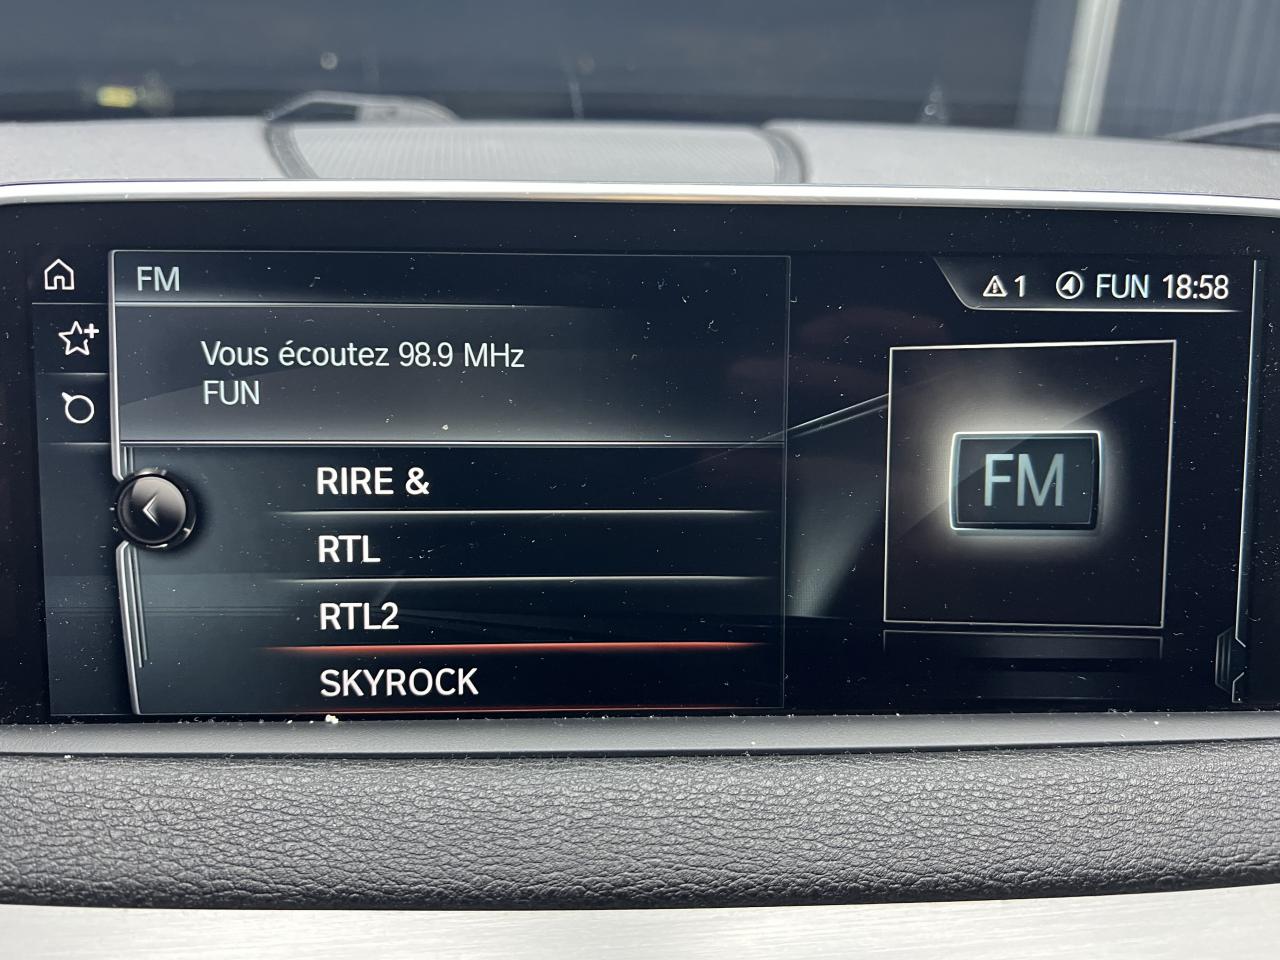 FM
1 FUN 18:58
Vous écoutez 98.9 MHz
FUN
RIRE &
RTL
RTL2
SKYROCK
FM